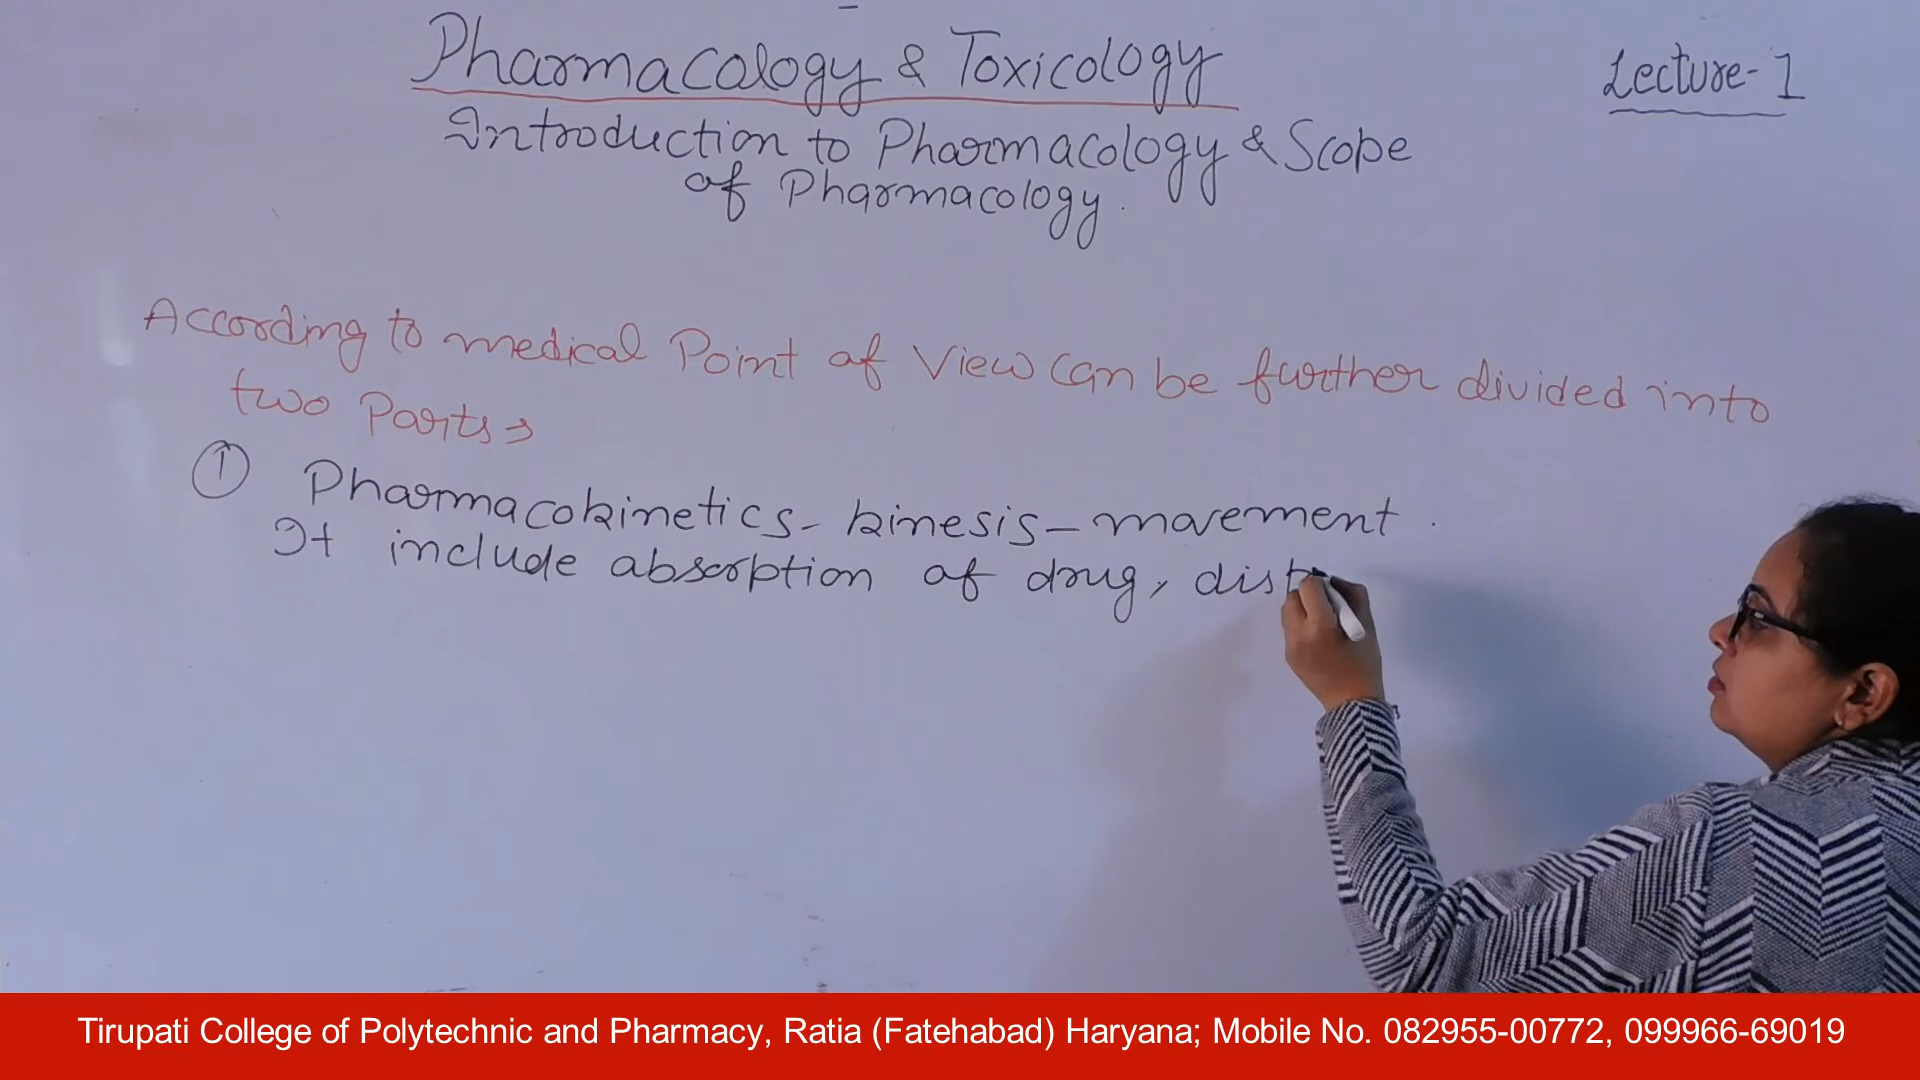 Pharmacology & Toxicology
Lecture-1
Introduction to Pharmacology & Scope
of Pharmacology.
According to medical Point of View can be further divided into
two Parts→
① Pharmacokinetics- kinesis-movement.
It include absorption of drug, dist
Tirupati College of Polytechnic and Pharmacy, Ratia (Fatehabad) Haryana; Mobile No. 082955-00772, 099966-69019